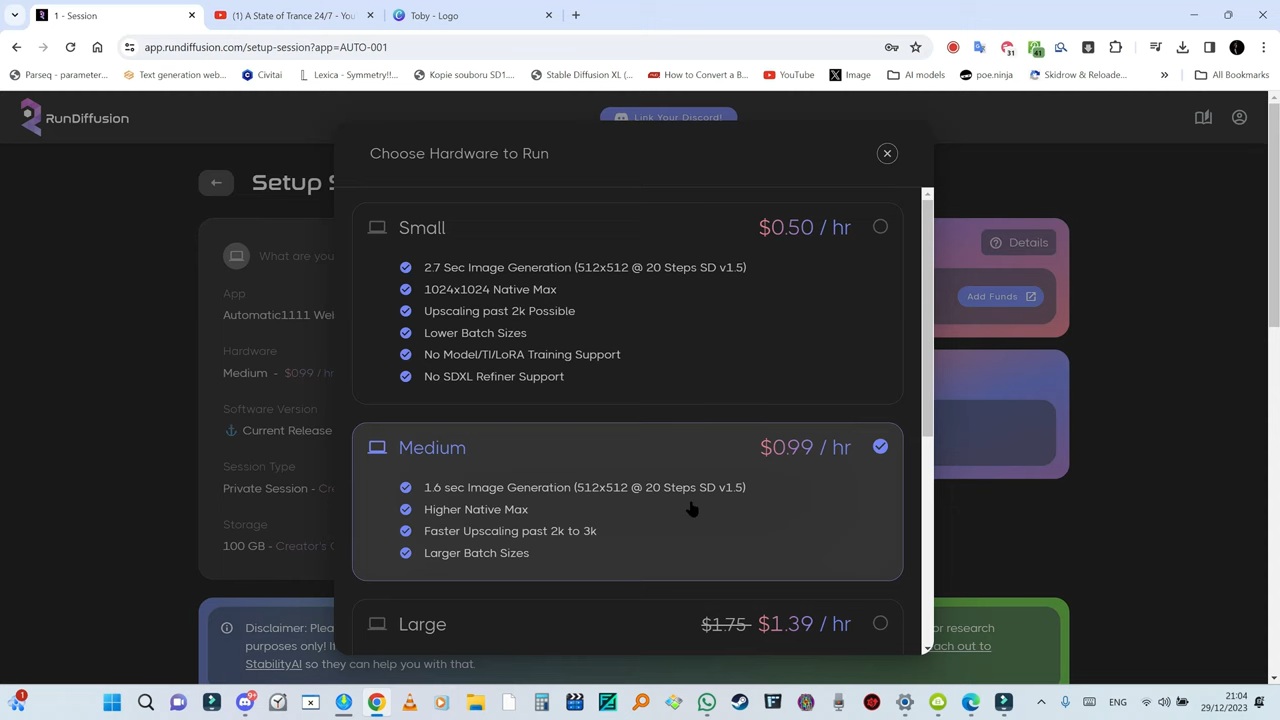 1 - Session
(1) A State of Trance 24/7 - You
Toby - Logo
app.rundiffusion.com/setup-session?app=AUTO-001
31
41
Parseq - parameter...
Text generation web...
Civitai
Lexica - Symmetry!!...
Kopie souboru SD1....
Stable Diffusion XL (...
How to Convert a B...
YouTube
Image
AI models
poe.ninja
Skidrow & Reloade...
»
All Bookmarks
RunDiffusion
Link Your Discord!
Choose Hardware to Run
Setup S
Details
What are you
App
Automatic1111 We
Hardware
Medium - $0.99 / hr
Software Version
Current Release
Session Type
Private Session - Cr
Storage
100 GB - Creator's
Add Funds
Small
$0.50 / hr
2.7 Sec Image Generation (512x512 @ 20 Steps SD v1.5)
1024x1024 Native Max
Upscaling past 2k Possible
Lower Batch Sizes
No Model/TI/LoRA Training Support
No SDXL Refiner Support
Medium
$0.99 / hr
1.6 sec Image Generation (512x512 @ 20 Steps SD v1.5)
Higher Native Max
Faster Upscaling past 2k to 3k
Larger Batch Sizes
Large
$1.75 $1.39 / hr
Disclaimer: Plea
or research
purposes only! I
ach out to
StabilityAI so they can help you with that.
1
9+
ENG
21:04
29/12/2023